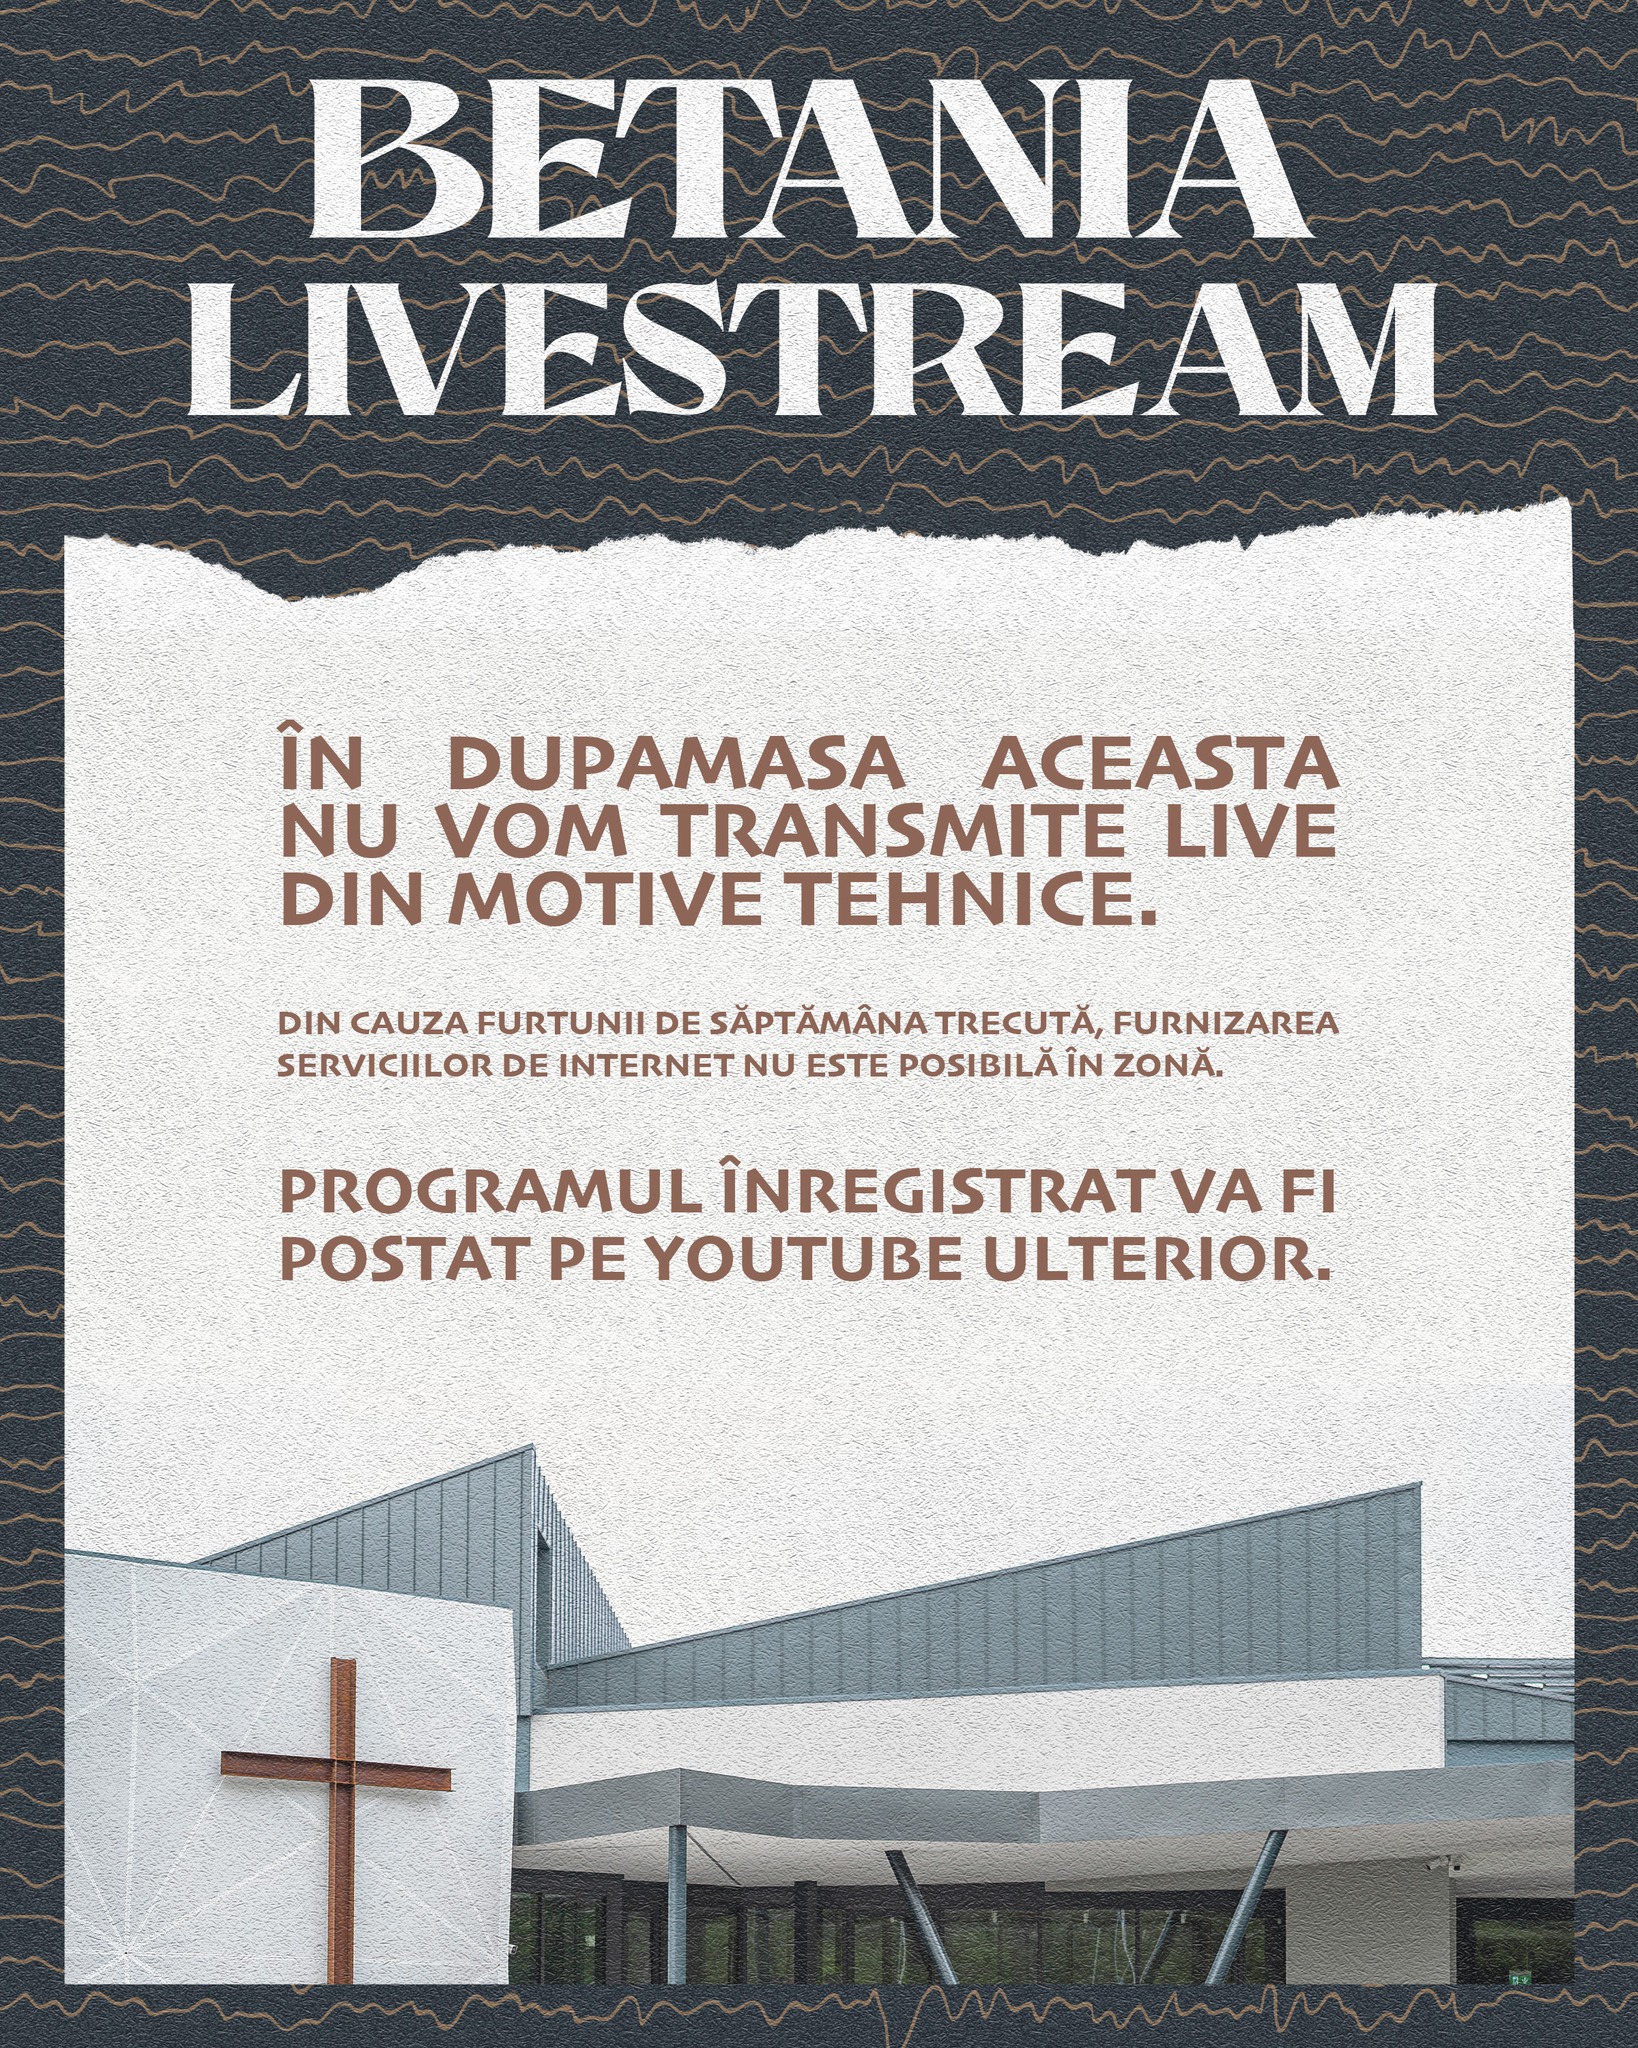 BETANIA
LIVESTREAM
ÎN DUPAMASA ACEASTA
NU VOM TRANSMITE LIVE
DIN MOTIVE TEHNICE.
DIN CAUZA FURTUNII DE SĂPTĂMÂNA TRECUTĂ, FURNIZAREA
SERVICIILOR DE INTERNET NU ESTE POSIBILĂ ÎN ZONĂ.
PROGRAMUL ÎNREGISTRAT VA FI
POSTAT PE YOUTUBE ULTERIOR.